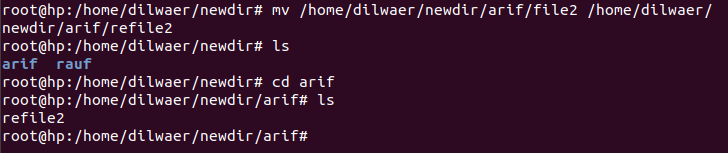 root@hp:/home/dilwaer/newdir# mv /home/dilwaer/newdir/arif/file2 /home/dilwaer/
newdir/arif/refile2
root@hp:/home/dilwaer/newdir# ls
arif  rauf
root@hp:/home/dilwaer/newdir# cd arif
root@hp:/home/dilwaer/newdir/arif# ls
refile2
root@hp:/home/dilwaer/newdir/arif#